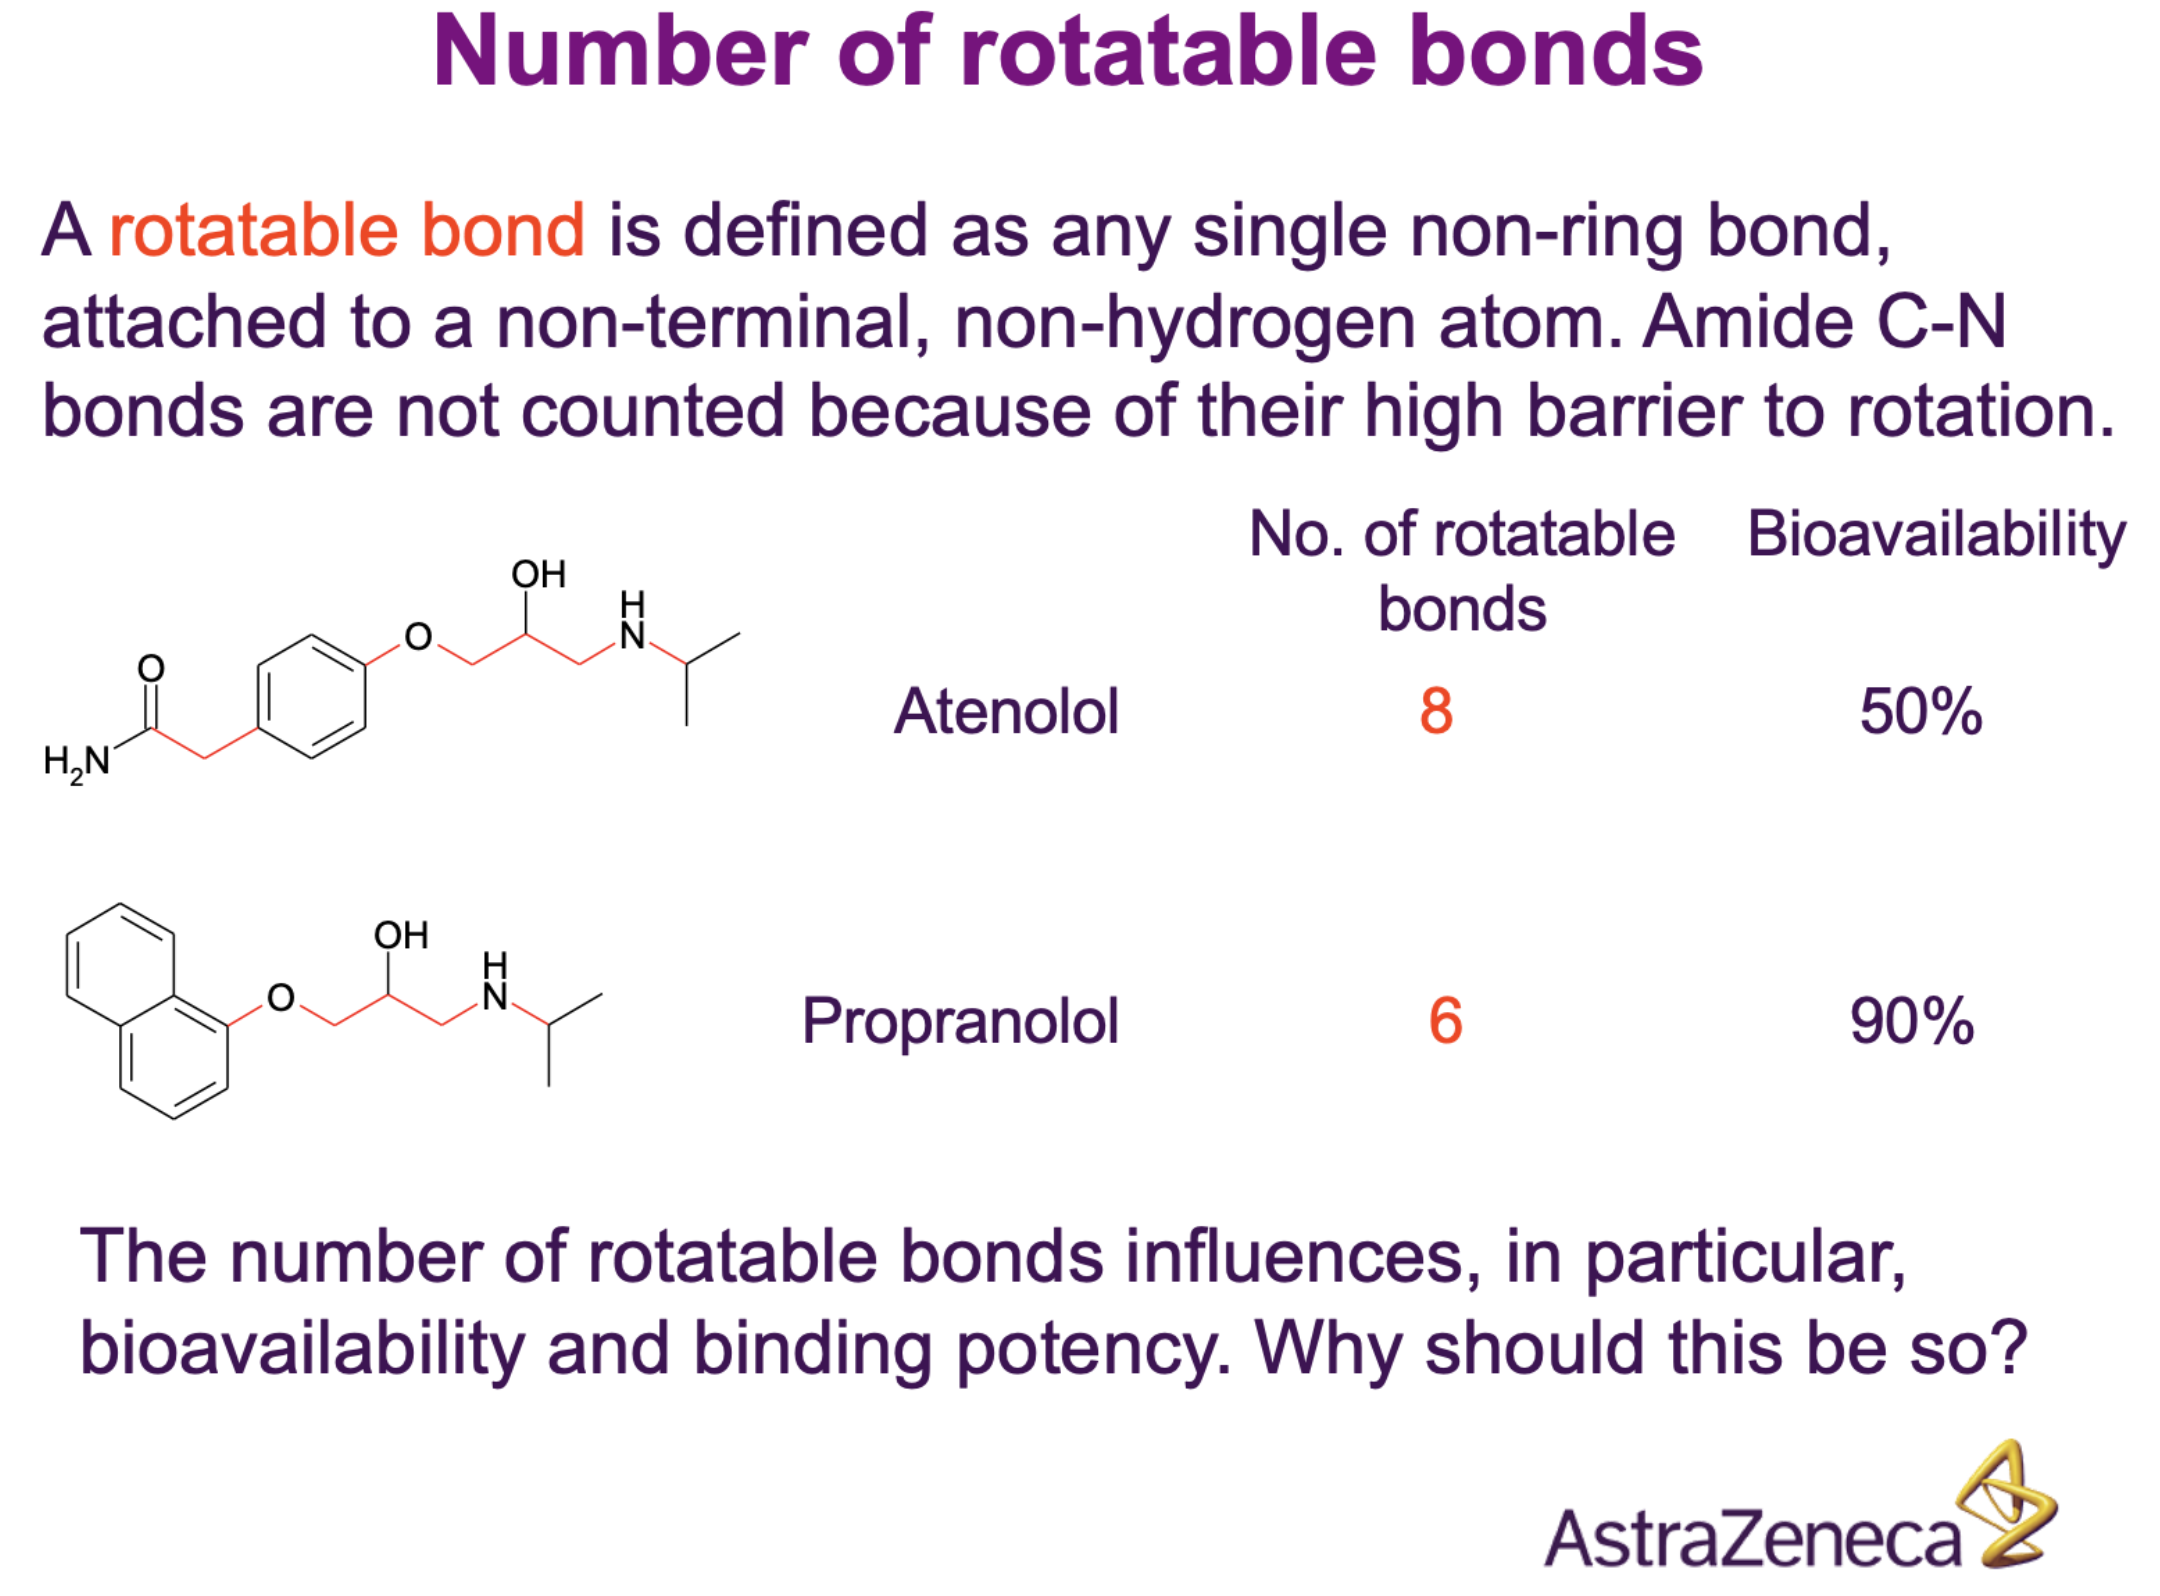 Number of rotatable bonds
A rotatable bond is defined as any single non-ring bond,
attached to a non-terminal, non-hydrogen atom. Amide C-N
bonds are not counted because of their high barrier to rotation.
No. of rotatable
bonds
Bioavailability
OH
H
N
O
O
H2N
Atenolol 8 50%
OH
H
N
O
Propranolol 6 90%
The number of rotatable bonds influences, in particular,
bioavailability and binding potency. Why should this be so?
AstraZeneca